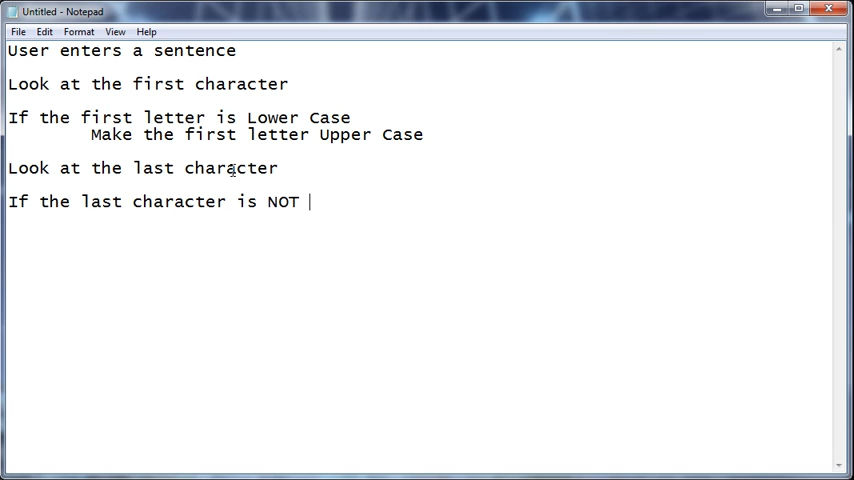 Untitled - Notepad
File Edit Format View Help
User enters a sentence
Look at the first character
If the first letter is Lower Case
Make the first letter Upper Case
Look at the last character
If the last character is NOT